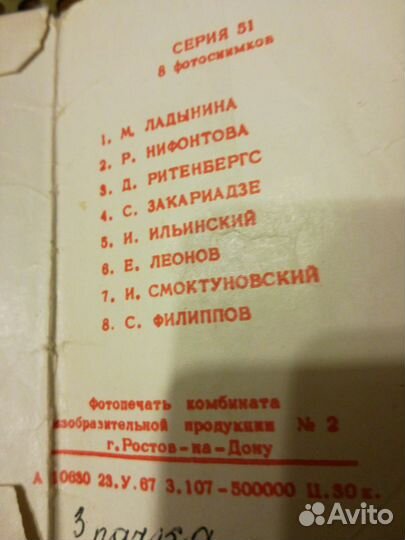 СЕРИЯ 51
8 фотоснимков
1. М. ЛАДЫНИНА
2. Р. НИФОНТОВА
3. Д. РИТЕНБЕРГС
4. С. ЗАКАРИАДЗЕ
5. И. ИЛЬИНСКИЙ
6. Е. ЛЕОНОВ
7. И. СМОКТУНОВСКИЙ
8. С. ФИЛИППОВ
Фотопечать комбината
изобразительной продукции № 2
г. Ростов-на-Дону
А 10630 23.У.67 З.107-500000 Ц.30 к.
3
Avito